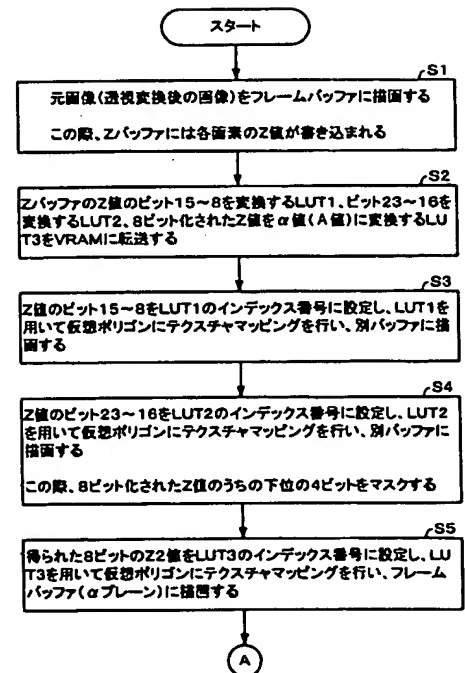 スタート
S1
元画像(透視変換後の画像)をフレームバッファに描画する
この際、Zバッファには各画素のZ値が書き込まれる
S2
ZバッファのZ値のビット15～8を変換するLUT1、ビット23～16を
変換するLUT2、8ビット化されたZ値をα値(A値)に変換するLU
T3をVRAMに転送する
S3
Z値のビット15～8をLUT1のインデックス番号に設定し、LUT1を
用いて仮想ポリゴンにテクスチャマッピングを行い、別バッファに描
画する
S4
Z値のビット23～16をLUT2のインデックス番号に設定し、LUT2
を用いて仮想ポリゴンにテクスチャマッピングを行い、別バッファに
描画する
この際、8ビット化されたZ値のうちの下位の4ビットをマスクする
S5
得られた8ビットのZ2値をLUT3のインデックス番号に設定し、LU
T3を用いて仮想ポリゴンにテクスチャマッピングを行い、フレーム
バッファ(αプレーン)に描画する
A